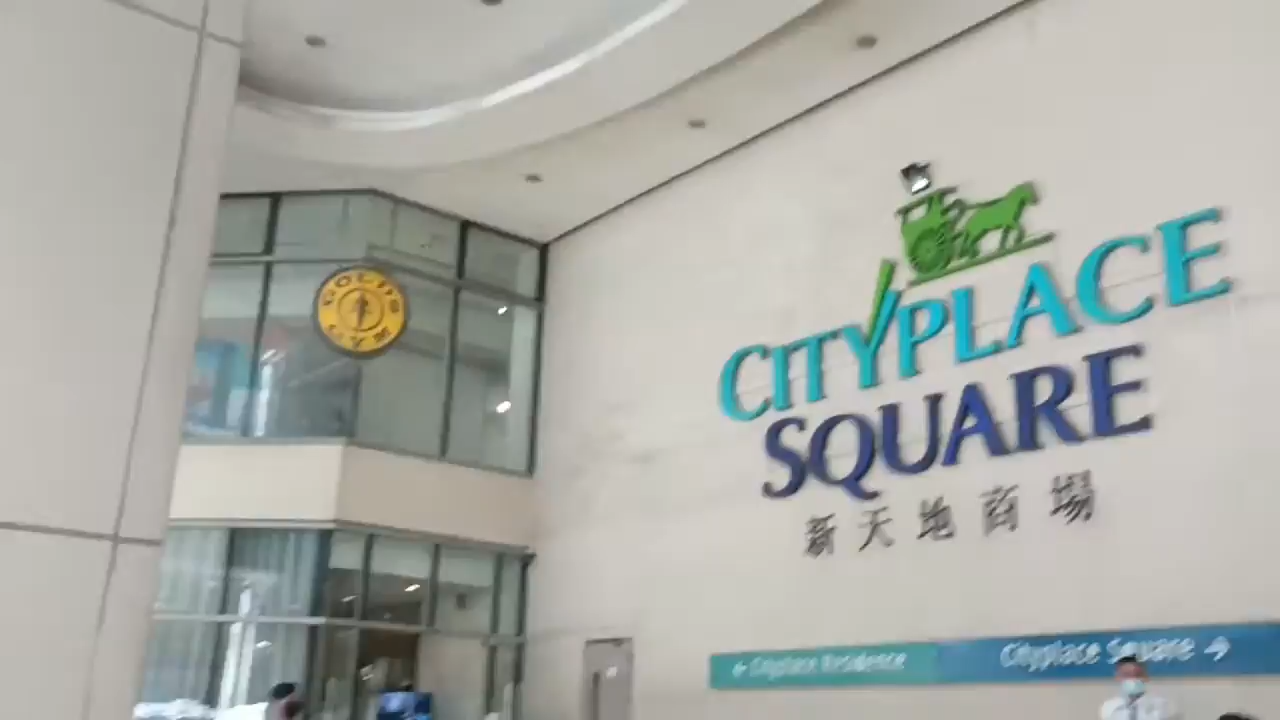 GOLD'S
GYM
CITYPLACE
SQUARE
新天地商場
← Cityplace Residence
Cityplace Square →